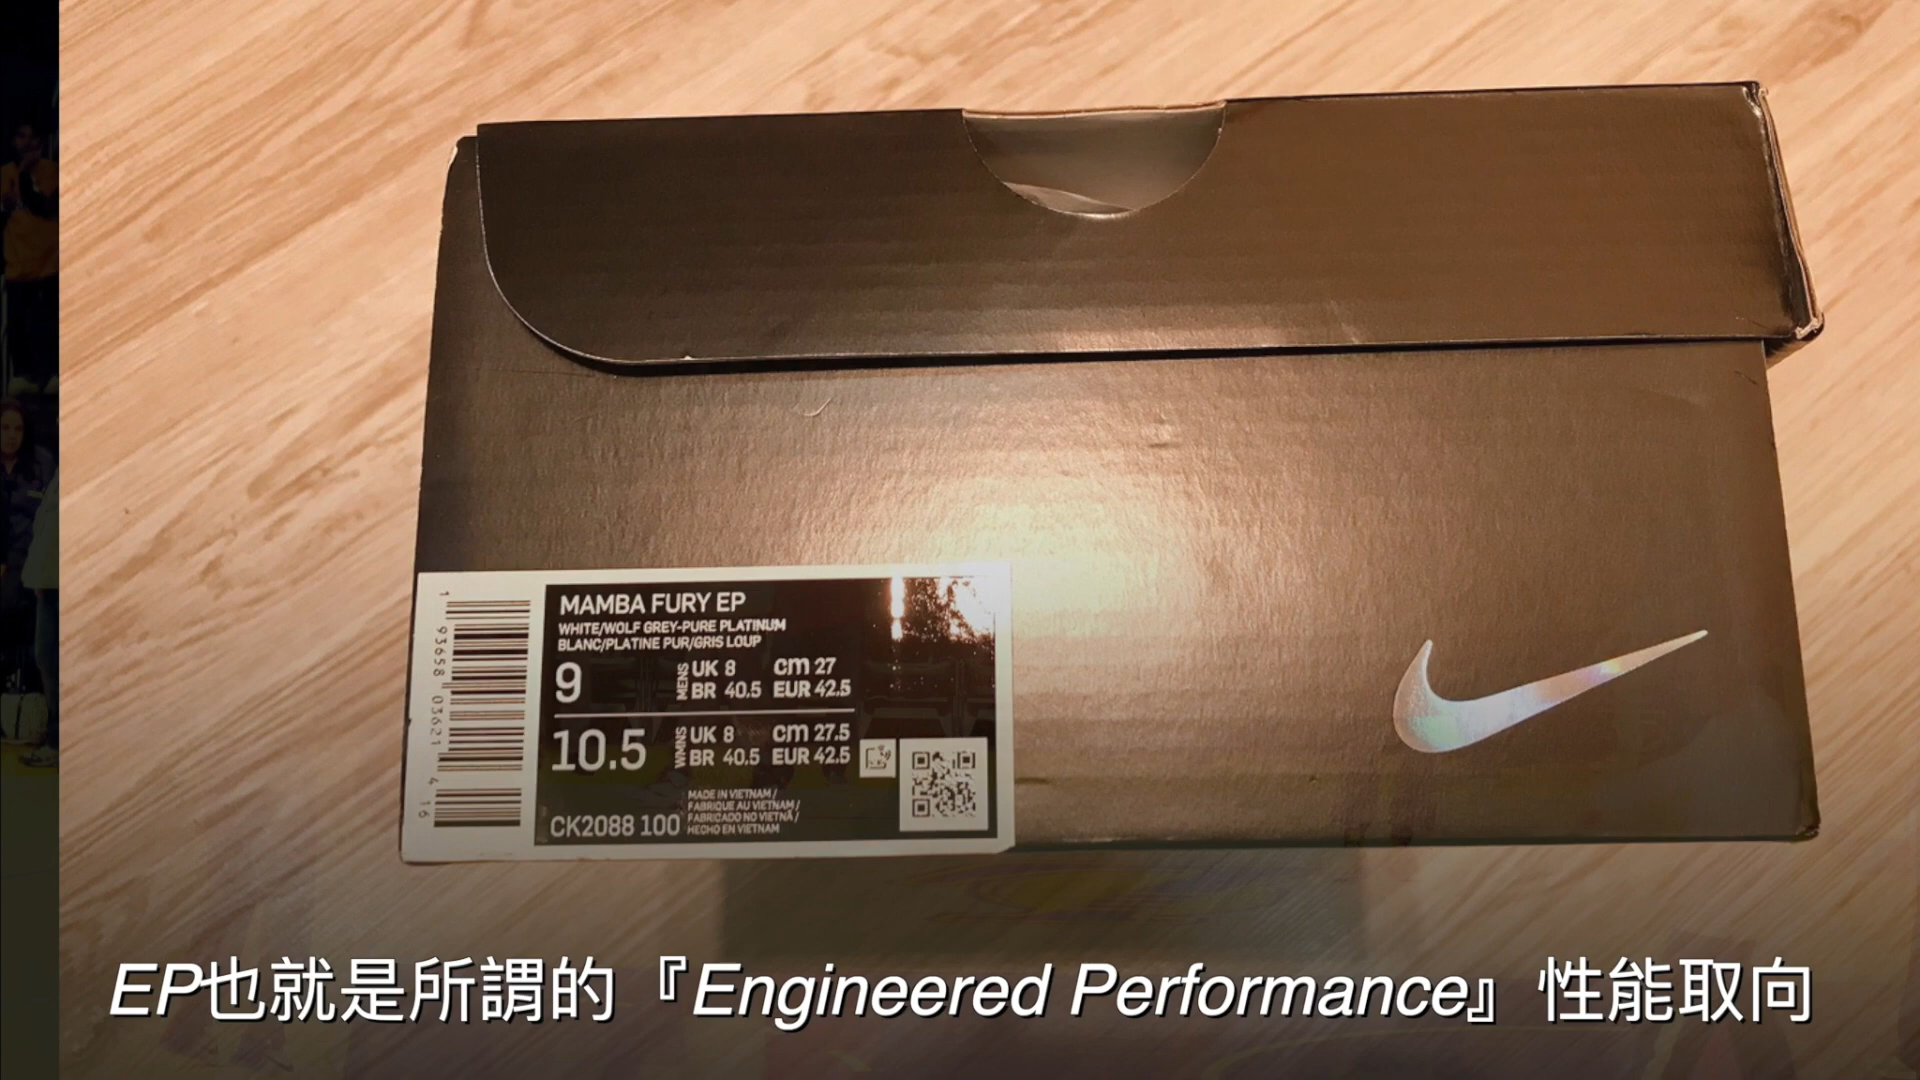 MAMBA FURY EP
WHITE/WOLF GREY-PURE PLATINUM
BLANC/PLATINE PUR/GRIS LOUP
9 MENS UK 8 cm 27
BR 40.5 EUR 42.5
10.5 WMNS UK 8 cm 27.5
BR 40.5 EUR 42.5
MADE IN VIETNAM /
FABRIQUE AU VIETNAM /
FABRICADO NO VIETNÃ /
HECHO EN VIETNAM
CK2088 100
1 93658 03621 4 16
EP也就是所謂的『Engineered Performance』性能取向